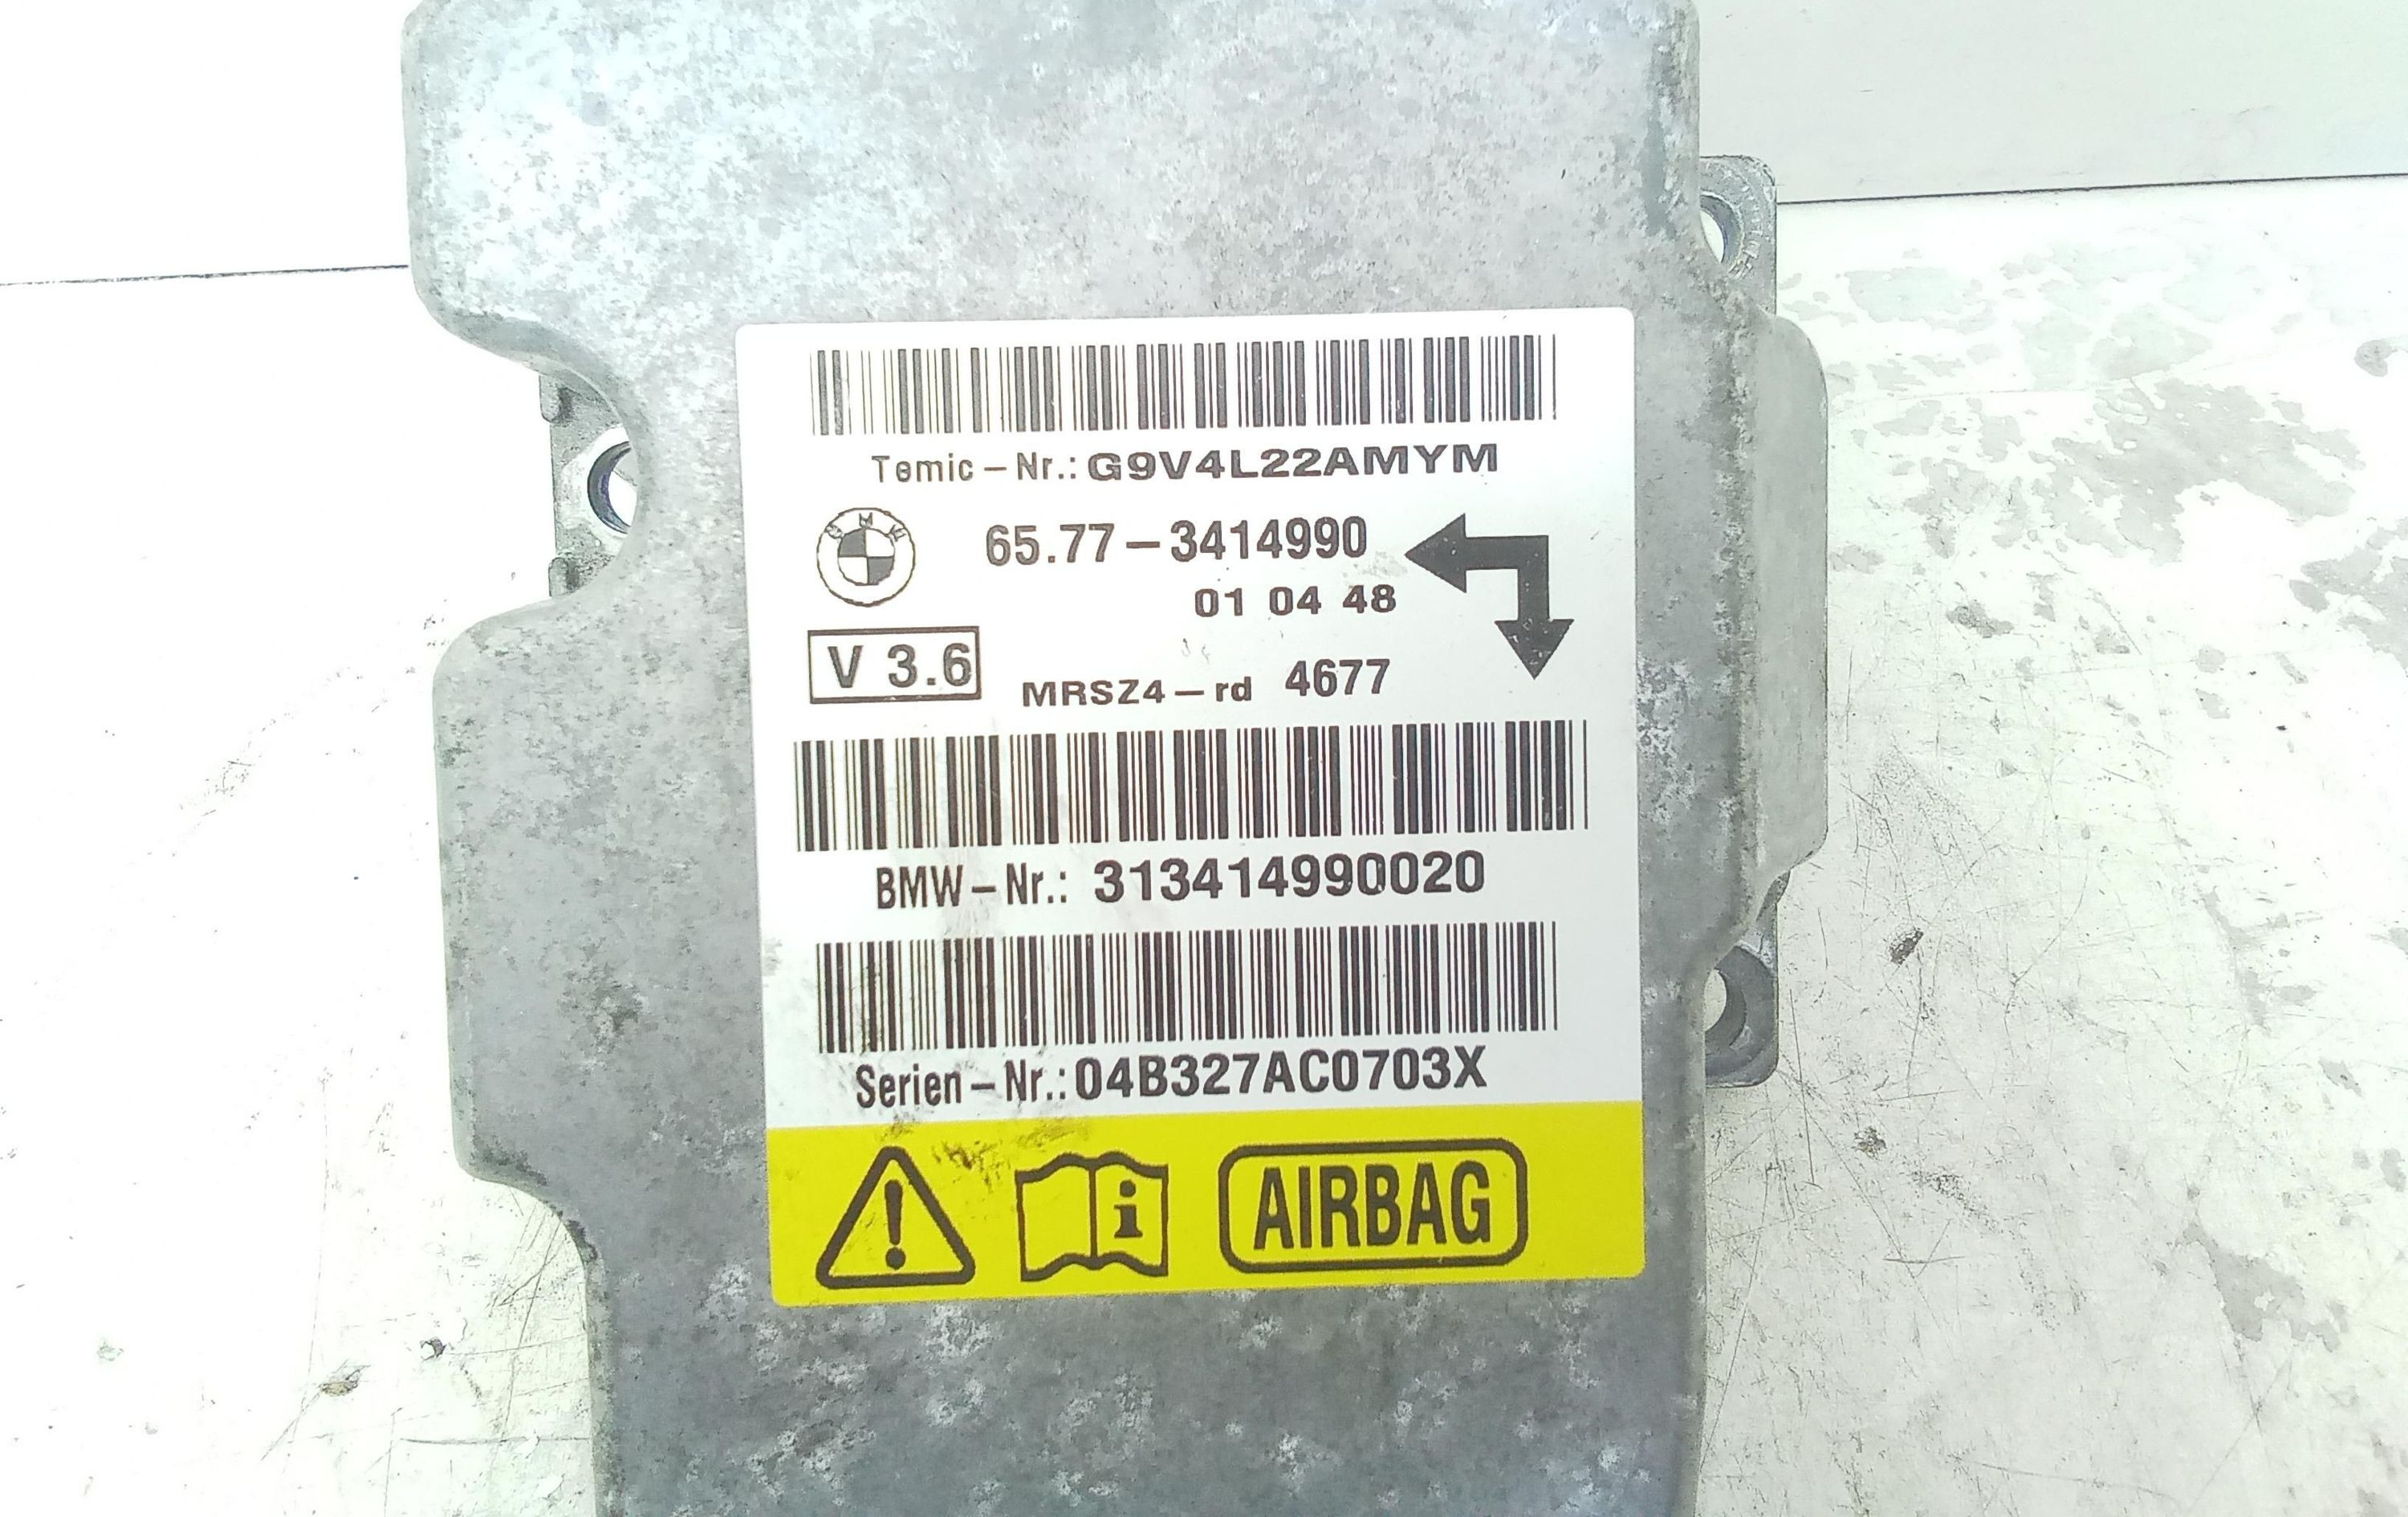 Temic-Nr.: G9V4L22AMYM
BMW
65.77-3414990
01 04 48
V 3.6
MRSZ4-rd 4677
BMW-Nr.: 313414990020
Serien-Nr.: 04B327AC0703X
AIRBAG